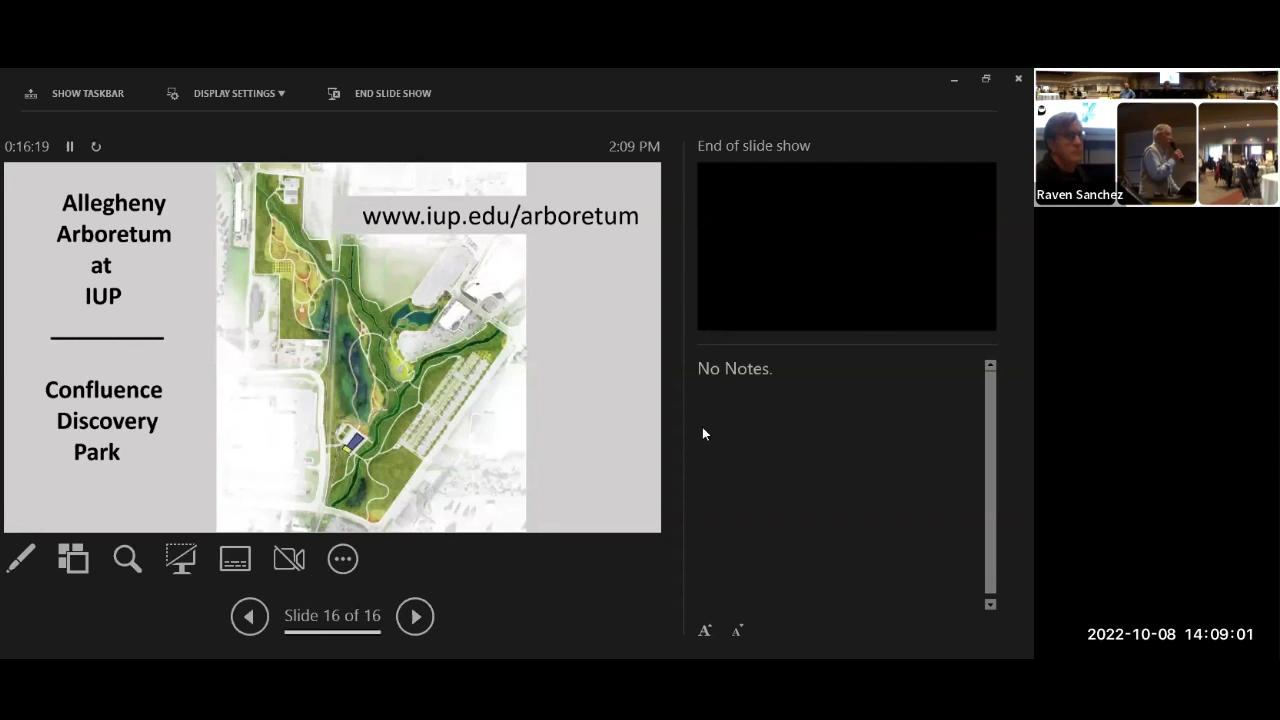 SHOW TASKBAR
DISPLAY SETTINGS ▼
END SLIDE SHOW
0:16:19
2:09 PM
End of slide show
Allegheny
Arboretum
at
IUP
www.iup.edu/arboretum
Confluence
Discovery
Park
No Notes.
Slide 16 of 16
A
A
Raven Sanchez
2022-10-08 14:09:01